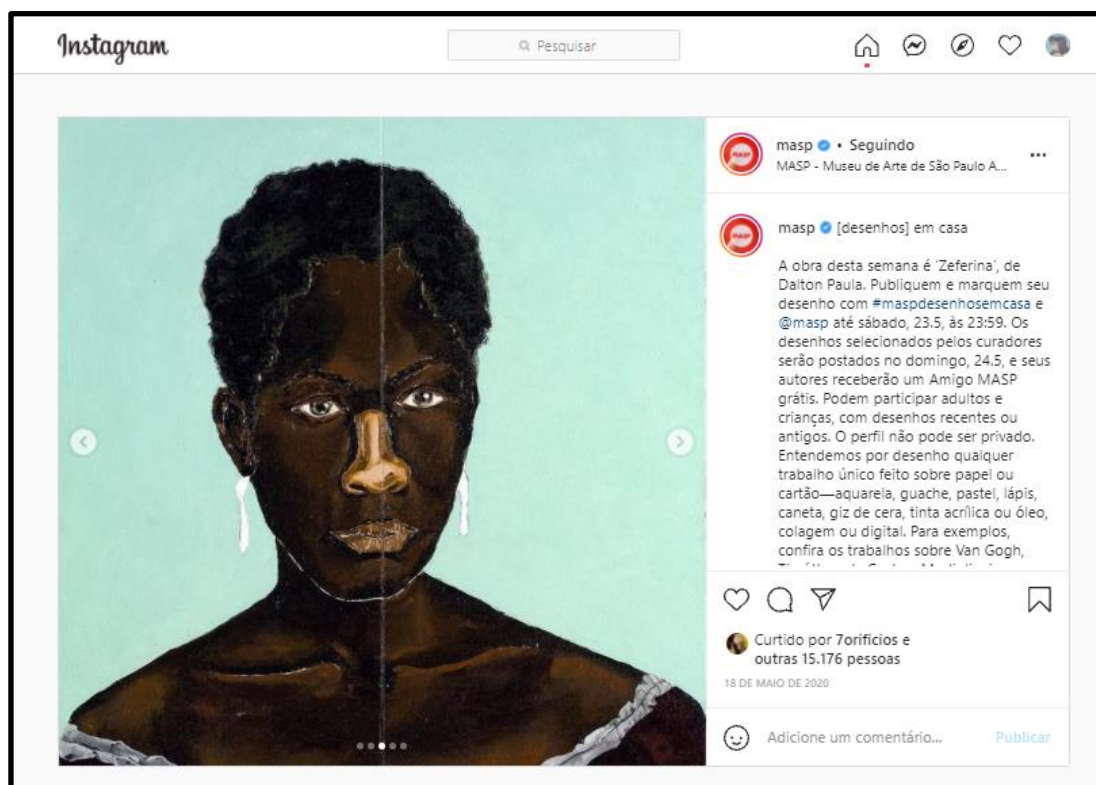 Instagram
Pesquisar
masp • Seguindo
MASP - Museu de Arte de São Paulo A...
masp [desenhos] em casa
A obra desta semana é 'Zeferina', de
Dalton Paula. Publiquem e marquem seu
desenho com #maspdesenhosemcasa e
@masp até sábado, 23.5, às 23:59. Os
desenhos selecionados pelos curadores
serão postados no domingo, 24.5, e seus
autores receberão um Amigo MASP
grátis. Podem participar adultos e
crianças, com desenhos recentes ou
antigos. O perfil não pode ser privado.
Entendemos por desenho qualquer
trabalho único feito sobre papel ou
cartão—aquarela, guache, pastel, lápis,
caneta, giz de cera, tinta acrílica ou óleo,
colagem ou digital. Para exemplos,
confira os trabalhos sobre Van Gogh,
Curtido por 7orificios e
outras 15.176 pessoas
18 DE MAIO DE 2020
Adicione um comentário...
Publicar